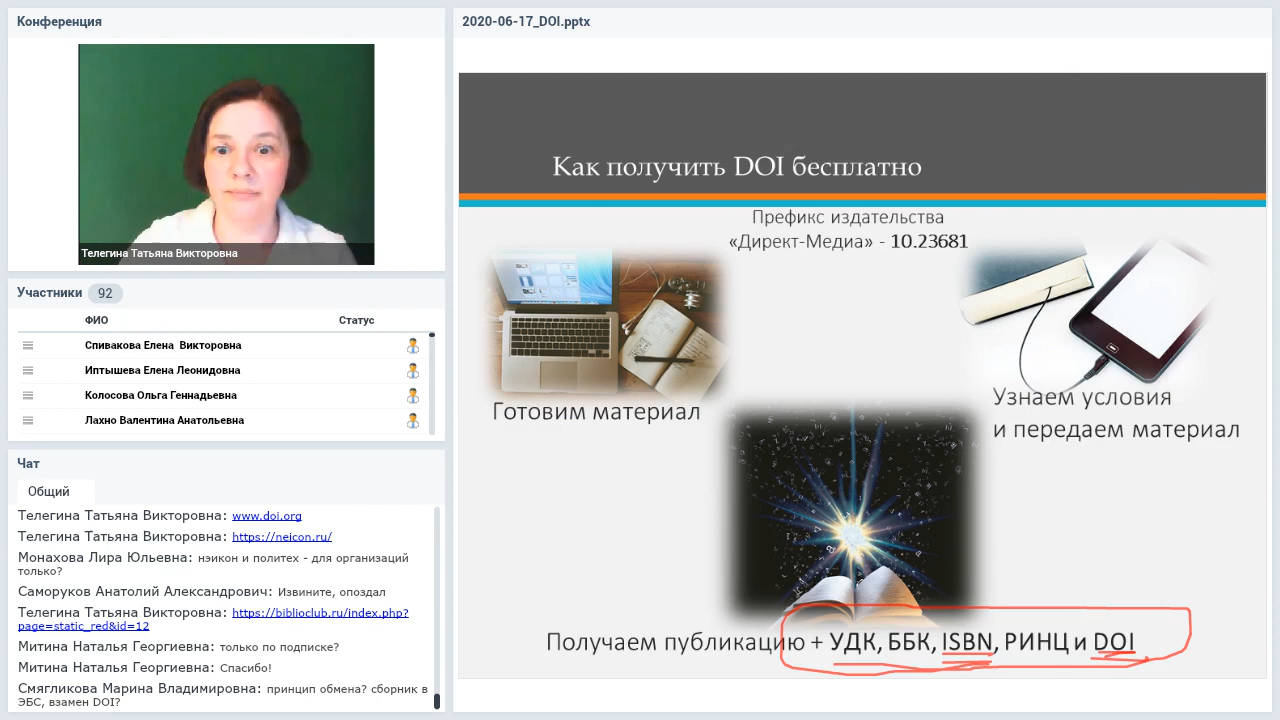 Конференция
Телегина Татьяна Викторовна
Участники 92
ФИО Статус
Спивакова Елена Викторовна
Иптышева Елена Леонидовна
Колосова Ольга Геннадьевна
Лахно Валентина Анатольевна
Чат
Общий
Телегина Татьяна Викторовна: www.doi.org
Телегина Татьяна Викторовна: https://neicon.ru/
Монахова Лира Юльевна: нэикон и политех - для организаций
только?
Саморуков Анатолий Александрович: Извините, опоздал
Телегина Татьяна Викторовна: https://biblioclub.ru/index.php?
page=static_red&id=12
Митина Наталья Георгиевна: только по подписке?
Митина Наталья Георгиевна: Спасибо!
Смягликова Марина Владимировна: принцип обмена? сборник в
ЭБС, взамен DOI?
2020-06-17_DOI.pptx
Как получить DOI бесплатно
Префикс издательства
«Директ-Медиа» - 10.23681
Готовим материал
Узнаем условия
и передаем материал
Получаем публикацию + УДК, ББК, ISBN, РИНЦ и DOI